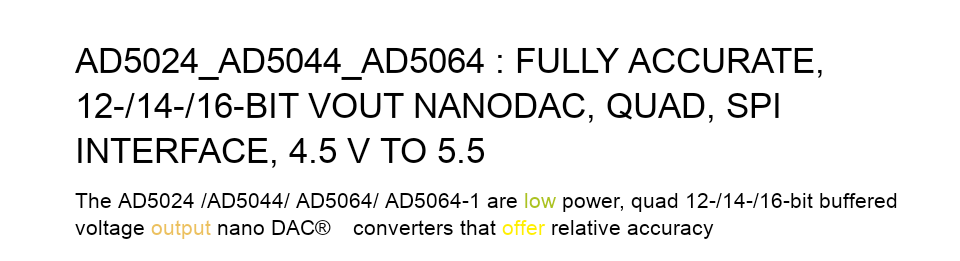 AD5024_AD5044_AD5064 : FULLY ACCURATE,
12-/14-/16-BIT VOUT NANODAC, QUAD, SPI
INTERFACE, 4.5 V TO 5.5
The AD5024 /AD5044/ AD5064/ AD5064-1 are low power, quad 12-/14-/16-bit buffered
voltage output nano DAC® converters that offer relative accuracy